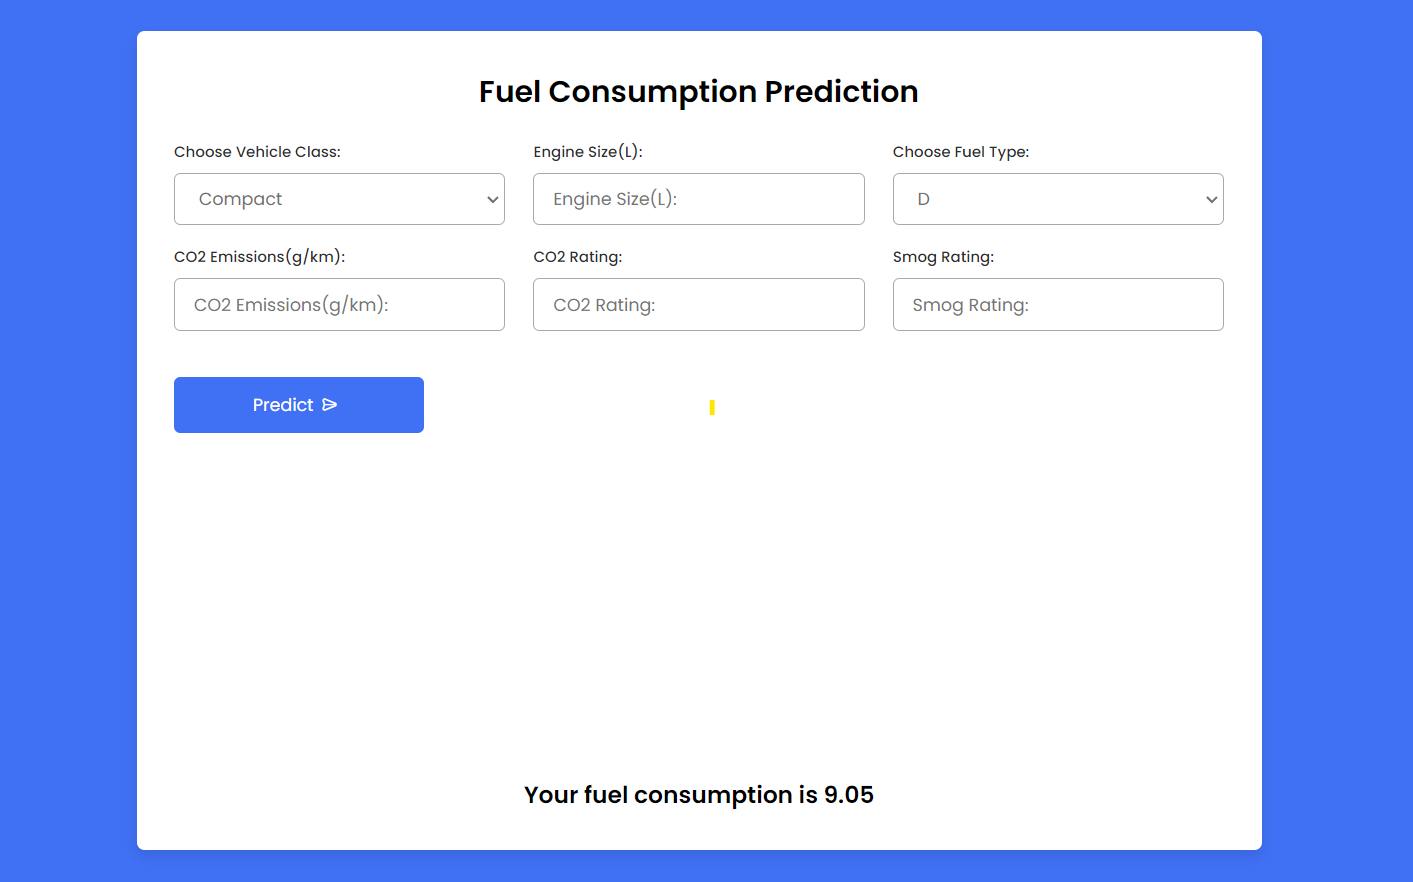 Fuel Consumption Prediction
Choose Vehicle Class: Engine Size(L): Choose Fuel Type:
Compact Engine Size(L): D
CO2 Emissions(g/km): CO2 Rating: Smog Rating:
CO2 Emissions(g/km): CO2 Rating: Smog Rating:
Predict
Your fuel consumption is 9.05